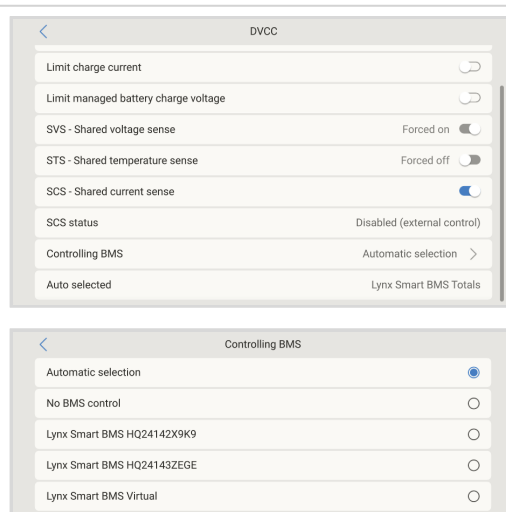 DVCC
Limit charge current
Limit managed battery charge voltage
SVS - Shared voltage sense Forced on
STS - Shared temperature sense Forced off
SCS - Shared current sense
SCS status Disabled (external control)
Controlling BMS Automatic selection
Auto selected Lynx Smart BMS Totals
Controlling BMS
Automatic selection
No BMS control
Lynx Smart BMS HQ24142X9K9
Lynx Smart BMS HQ24143ZEGE
Lynx Smart BMS Virtual